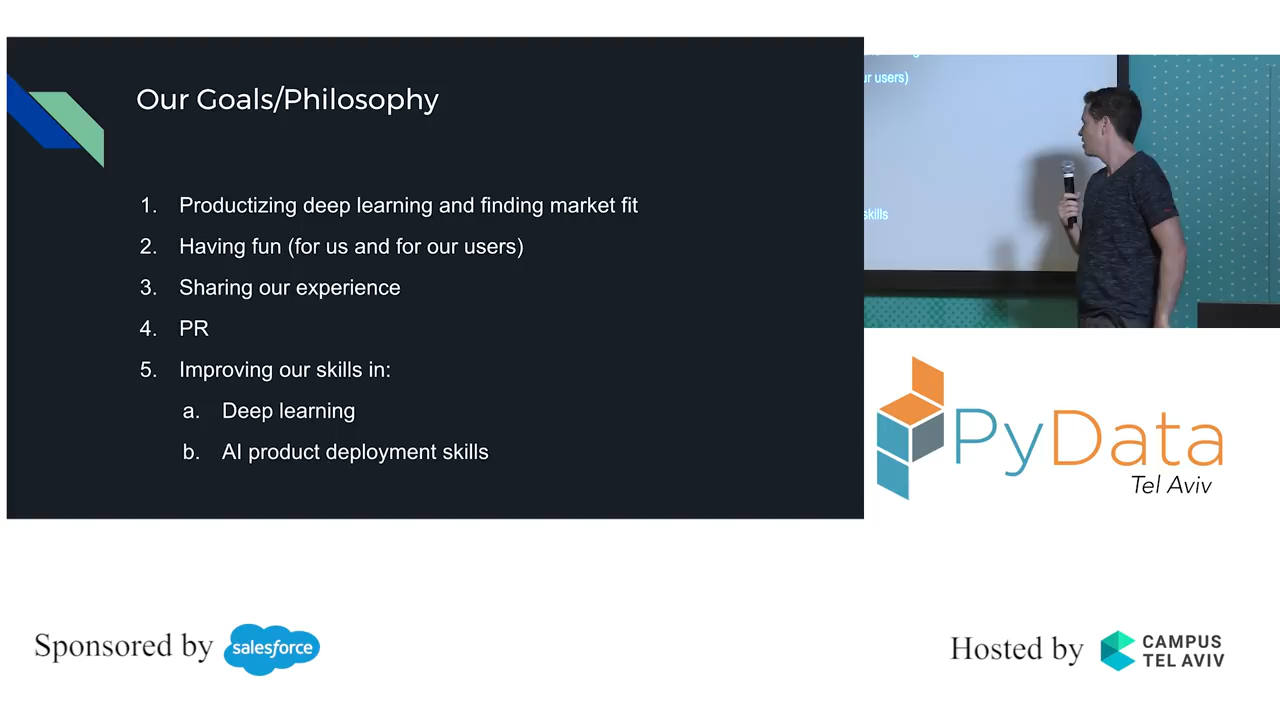 Our Goals/Philosophy
1. Productizing deep learning and finding market fit
2. Having fun (for us and for our users)
3. Sharing our experience
4. PR
5. Improving our skills in:
a. Deep learning
b. AI product deployment skills
ur users)
skills
PyData
Tel Aviv
Sponsored by salesforce
Hosted by CAMPUS
TEL AVIV